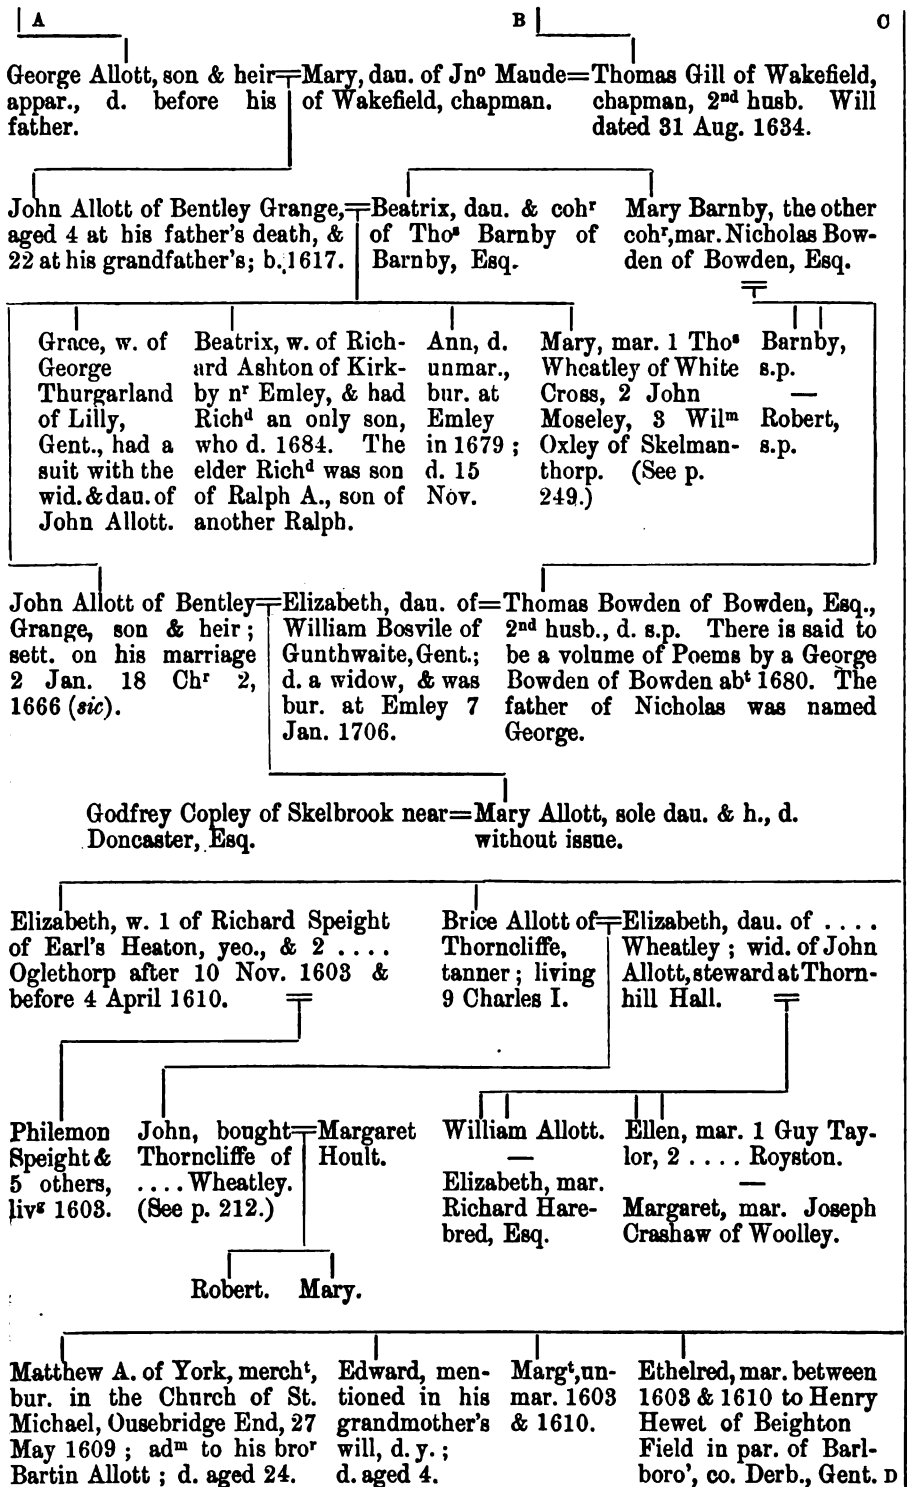 A B C
George Allott, son & heir=Mary, dau. of Jnº Maude=Thomas Gill of Wakefield,
appar., d. before his of Wakefield, chapman. chapman, 2nd husb. Will
father. dated 31 Aug. 1634.
John Allott of Bentley Grange,=Beatrix, dau. & cohr Mary Barnby, the other
aged 4 at his father's death, & of Thos Barnby of cohr, mar. Nicholas Bow-
22 at his grandfather's; b. 1617. Barnby, Esq. den of Bowden, Esq.
=
Grace, w. of
George
Thurgarland
of Lilly,
Gent., had a
suit with the
wid. & dau. of
John Allott.
Beatrix, w. of Rich-
ard Ashton of Kirk-
by nr Emley, & had
Richd an only son,
who d. 1684. The
elder Richd was son
of Ralph A., son of
another Ralph.
Ann, d.
unmar.,
bur. at
Emley
in 1679;
d. 15
Nov.
Mary, mar. 1 Thos
Wheatley of White
Cross, 2 John
Moseley, 3 Wilm
Oxley of Skelman-
thorp. (See p.
249.)
Barnby,
s.p.
—
Robert,
s.p.
John Allott of Bentley=Elizabeth, dau. of=Thomas Bowden of Bowden, Esq.,
Grange, son & heir; William Bosvile of 2nd husb., d. s.p. There is said to
sett. on his marriage Gunthwaite, Gent.; be a volume of Poems by a George
2 Jan. 18 Chr 2, d. a widow, & was Bowden of Bowden abt 1680. The
1666 (sic). bur. at Emley 7 father of Nicholas was named
Jan. 1706. George.
Godfrey Copley of Skelbrook near=Mary Allott, sole dau. & h., d.
Doncaster, Esq. without issue.
Elizabeth, w. 1 of Richard Speight
of Earl's Heaton, yeo., & 2 ....
Oglethorp after 10 Nov. 1603 &
before 4 April 1610. =
Brice Allott of=Elizabeth, dau. of ....
Thorncliffe, Wheatley; wid. of John
tanner; living Allott, steward at Thorn-
9 Charles I. hill Hall. =
Philemon
Speight &
5 others,
livg 1603.
John, bought=Margaret
Thorncliffe of Hoult.
.... Wheatley.
(See p. 212.)
William Allott.
—
Elizabeth, mar.
Richard Hare-
bred, Esq.
Ellen, mar. 1 Guy Tay-
lor, 2 .... Royston.
—
Margaret, mar. Joseph
Crashaw of Woolley.
Robert. Mary.
Matthew A. of York, mercht,
bur. in the Church of St.
Michael, Ousebridge End, 27
May 1609; adm to his bror
Bartin Allott; d. aged 24.
Edward, men-
tioned in his
grandmother's
will, d. y.;
d. aged 4.
Margt, un-
mar. 1603
& 1610.
Ethelred, mar. between
1603 & 1610 to Henry
Hewet of Beighton
Field in par. of Barl-
boro', co. Derb., Gent. D